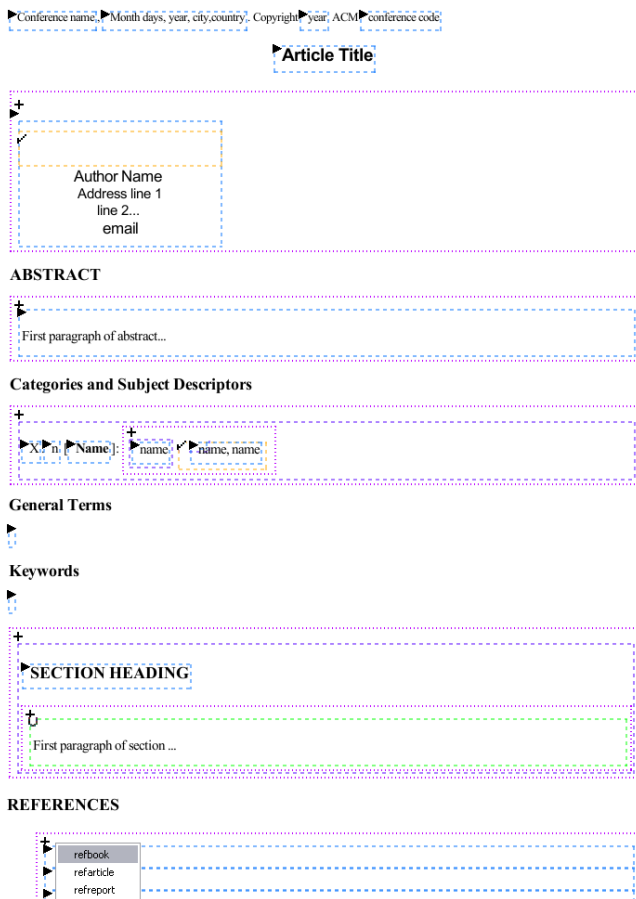 Conference name, Month days, year, city,country. Copyright year ACM conference code
Article Title
Author Name
Address line 1
line 2...
email
ABSTRACT
First paragraph of abstract...
Categories and Subject Descriptors
X n [ Name ]: name name, name
General Terms
Keywords
SECTION HEADING
First paragraph of section ...
REFERENCES
refbook
refarticle
refreport